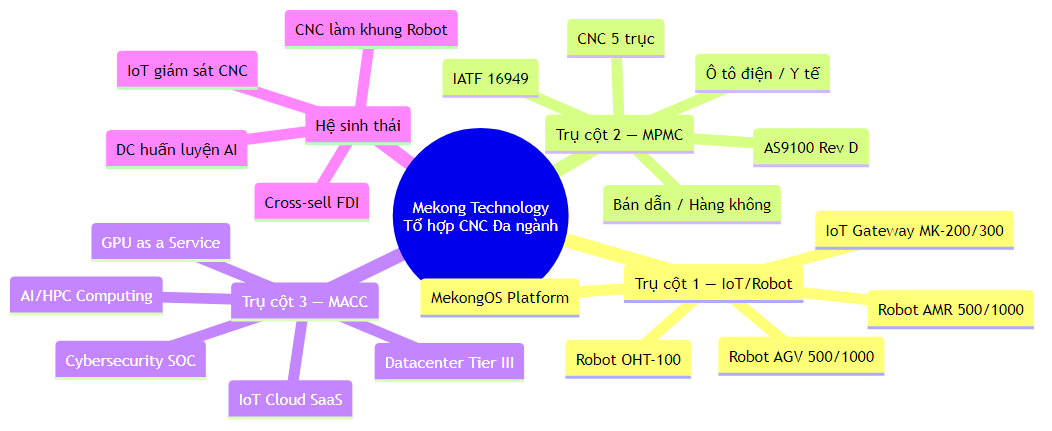 Mekong Technology
Tổ hợp CNC Đa ngành
Trụ cột 1 — IoT/Robot
IoT Gateway MK-200/300
Robot AMR 500/1000
Robot AGV 500/1000
Robot OHT-100
MekongOS Platform
Trụ cột 2 — MPMC
IATF 16949
CNC 5 trục
Ô tô điện / Y tế
AS9100 Rev D
Bán dẫn / Hàng không
Trụ cột 3 — MACC
Datacenter Tier III
IoT Cloud SaaS
Cybersecurity SOC
AI/HPC Computing
GPU as a Service
Hệ sinh thái
Cross-sell FDI
DC huấn luyện AI
IoT giám sát CNC
CNC làm khung Robot